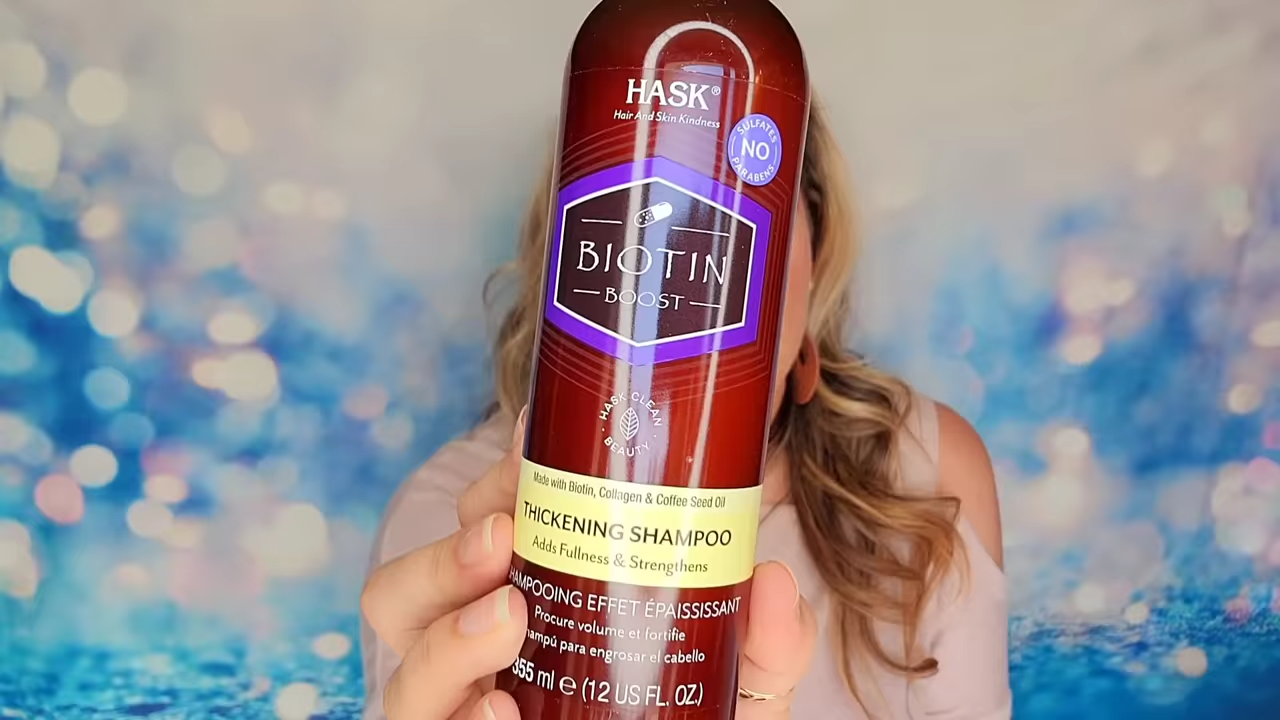 HASK®
Hair And Skin Kindness
SULFATES
NO
PARABENS
BIOTIN
BOOST
HASK CLEAN
BEAUTY
Made with Biotin, Collagen & Coffee Seed Oil
THICKENING SHAMPOO
Adds Fullness & Strengthens
HAMPOOING EFFET ÉPAISSISSANT
Procure volume et fortifie
ampú para engrosar el cabello
355 ml e (12 US FL. OZ.)